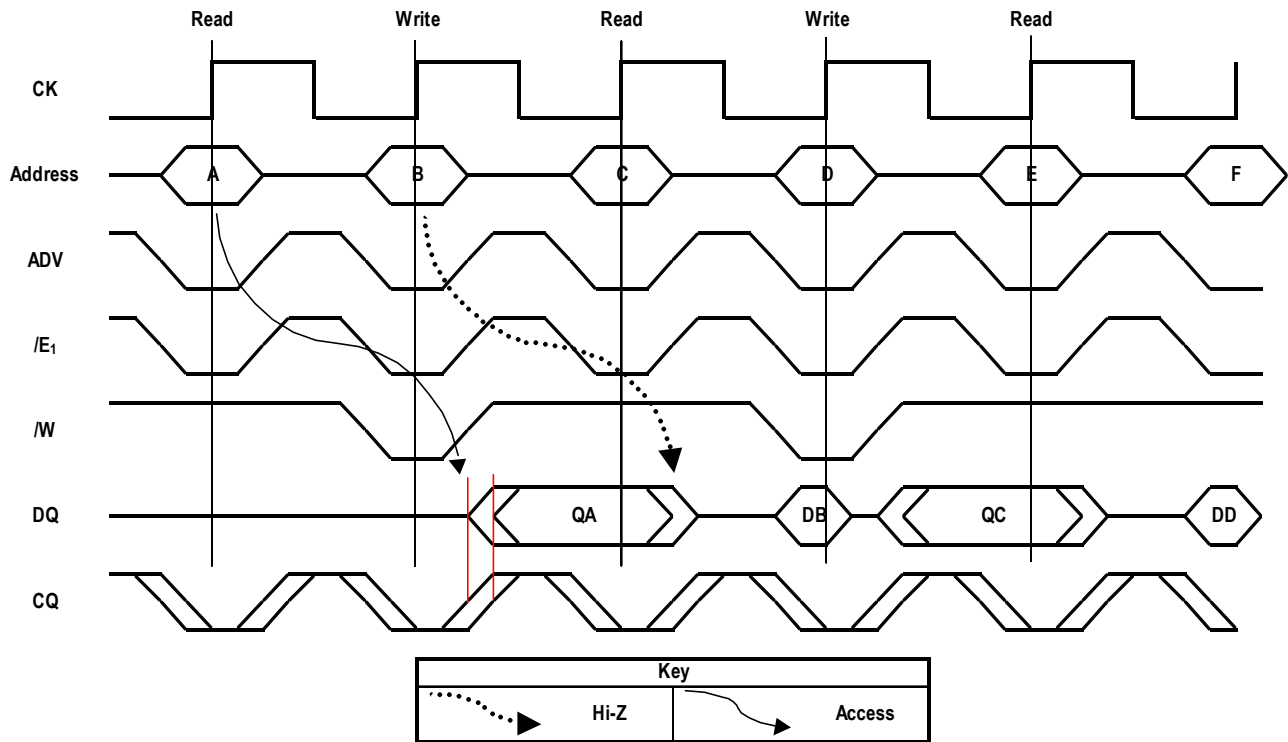 Read Write Read Write Read
CK
Address A B C D E F
ADV
/E₁
/W
DQ QA DB QC DD
CQ
Key
Hi-Z Access